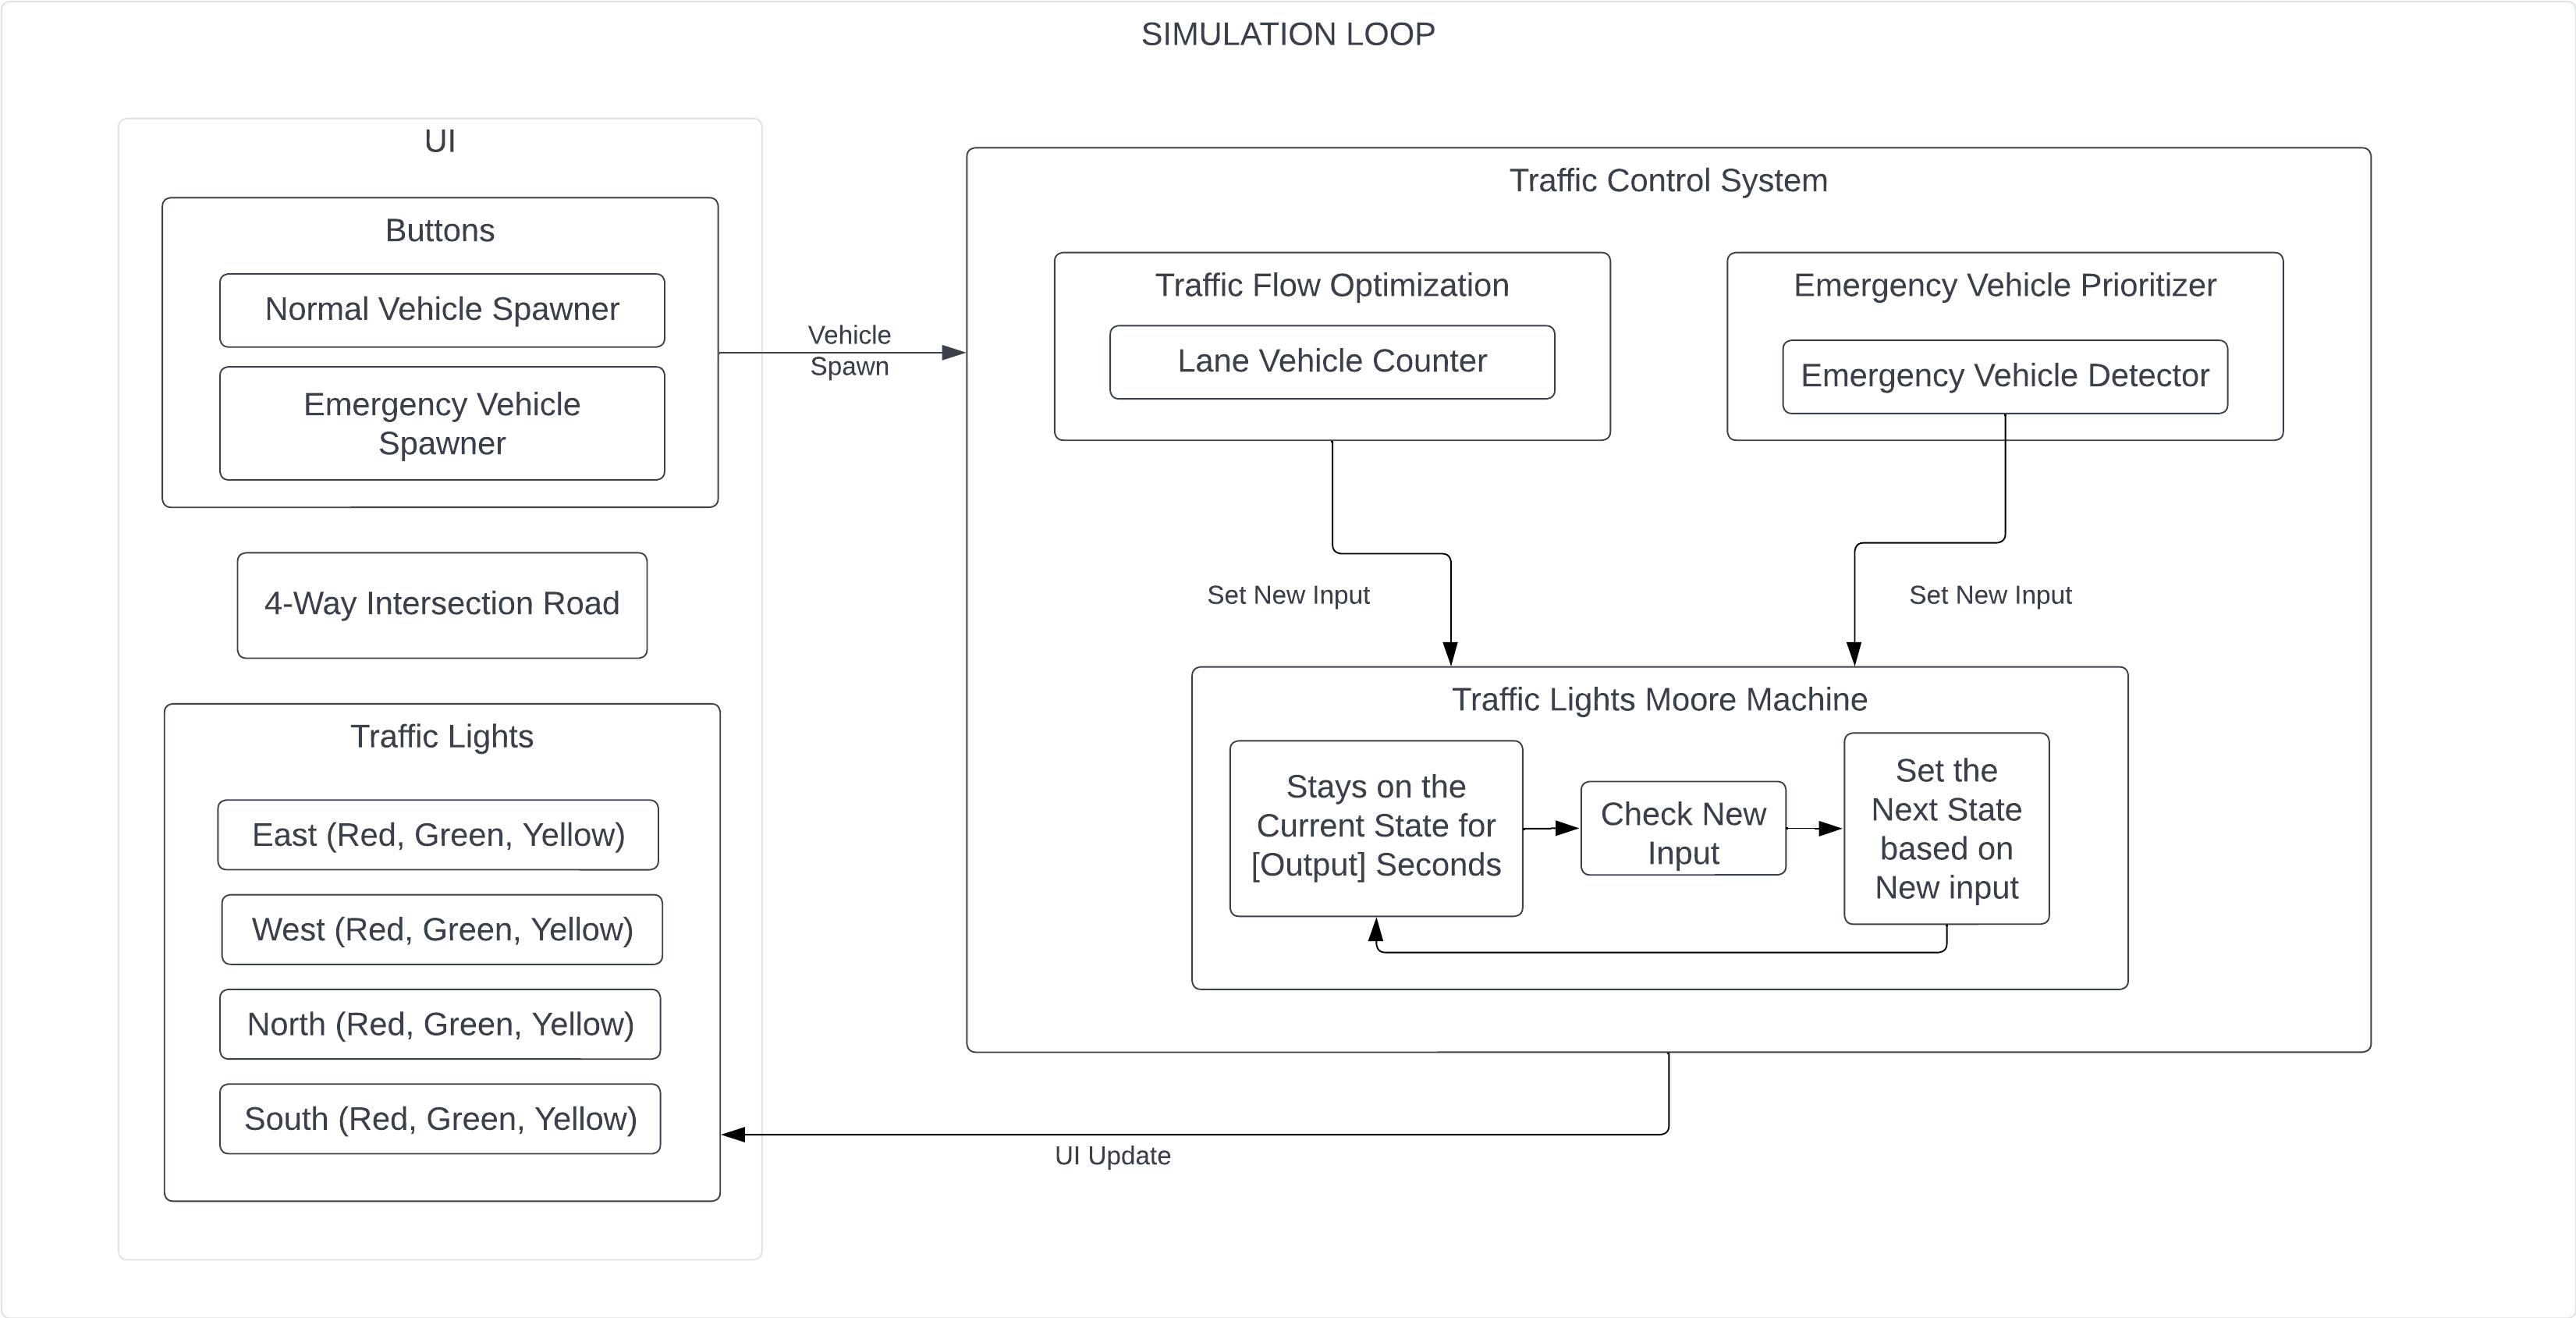 SIMULATION LOOP
UI
Buttons
Normal Vehicle Spawner
Emergency Vehicle
Spawner
4-Way Intersection Road
Traffic Lights
East (Red, Green, Yellow)
West (Red, Green, Yellow)
North (Red, Green, Yellow)
South (Red, Green, Yellow)
Vehicle
Spawn
Traffic Control System
Traffic Flow Optimization
Lane Vehicle Counter
Emergency Vehicle Prioritizer
Emergency Vehicle Detector
Set New Input
Set New Input
Traffic Lights Moore Machine
Stays on the
Current State for
[Output] Seconds
Check New
Input
Set the
Next State
based on
New input
UI Update